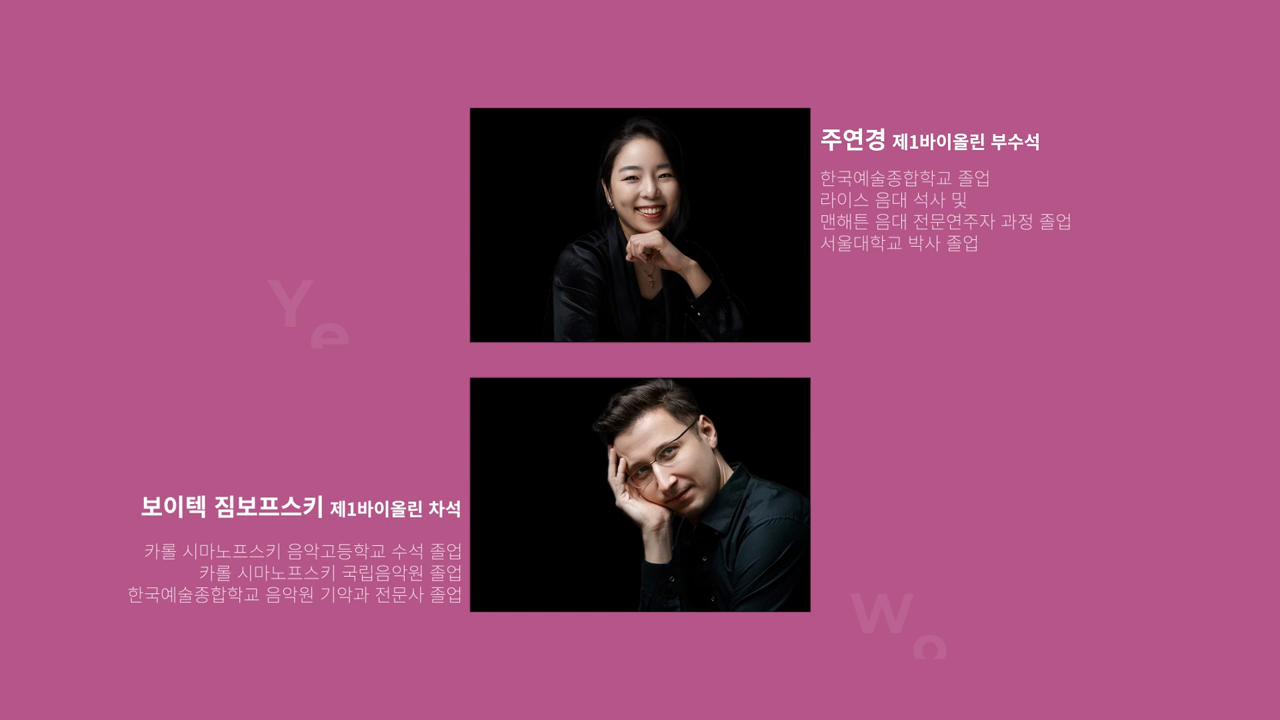 주연경 제1바이올린 부수석
한국예술종합학교 졸업
라이스 음대 석사 및
맨해튼 음대 전문연주자 과정 졸업
서울대학교 박사 졸업
Ye
보이텍 짐보프스키 제1바이올린 차석
카롤 시마노프스키 음악고등학교 수석 졸업
카롤 시마노프스키 국립음악원 졸업
한국예술종합학교 음악원 기악과 전문사 졸업
Wo